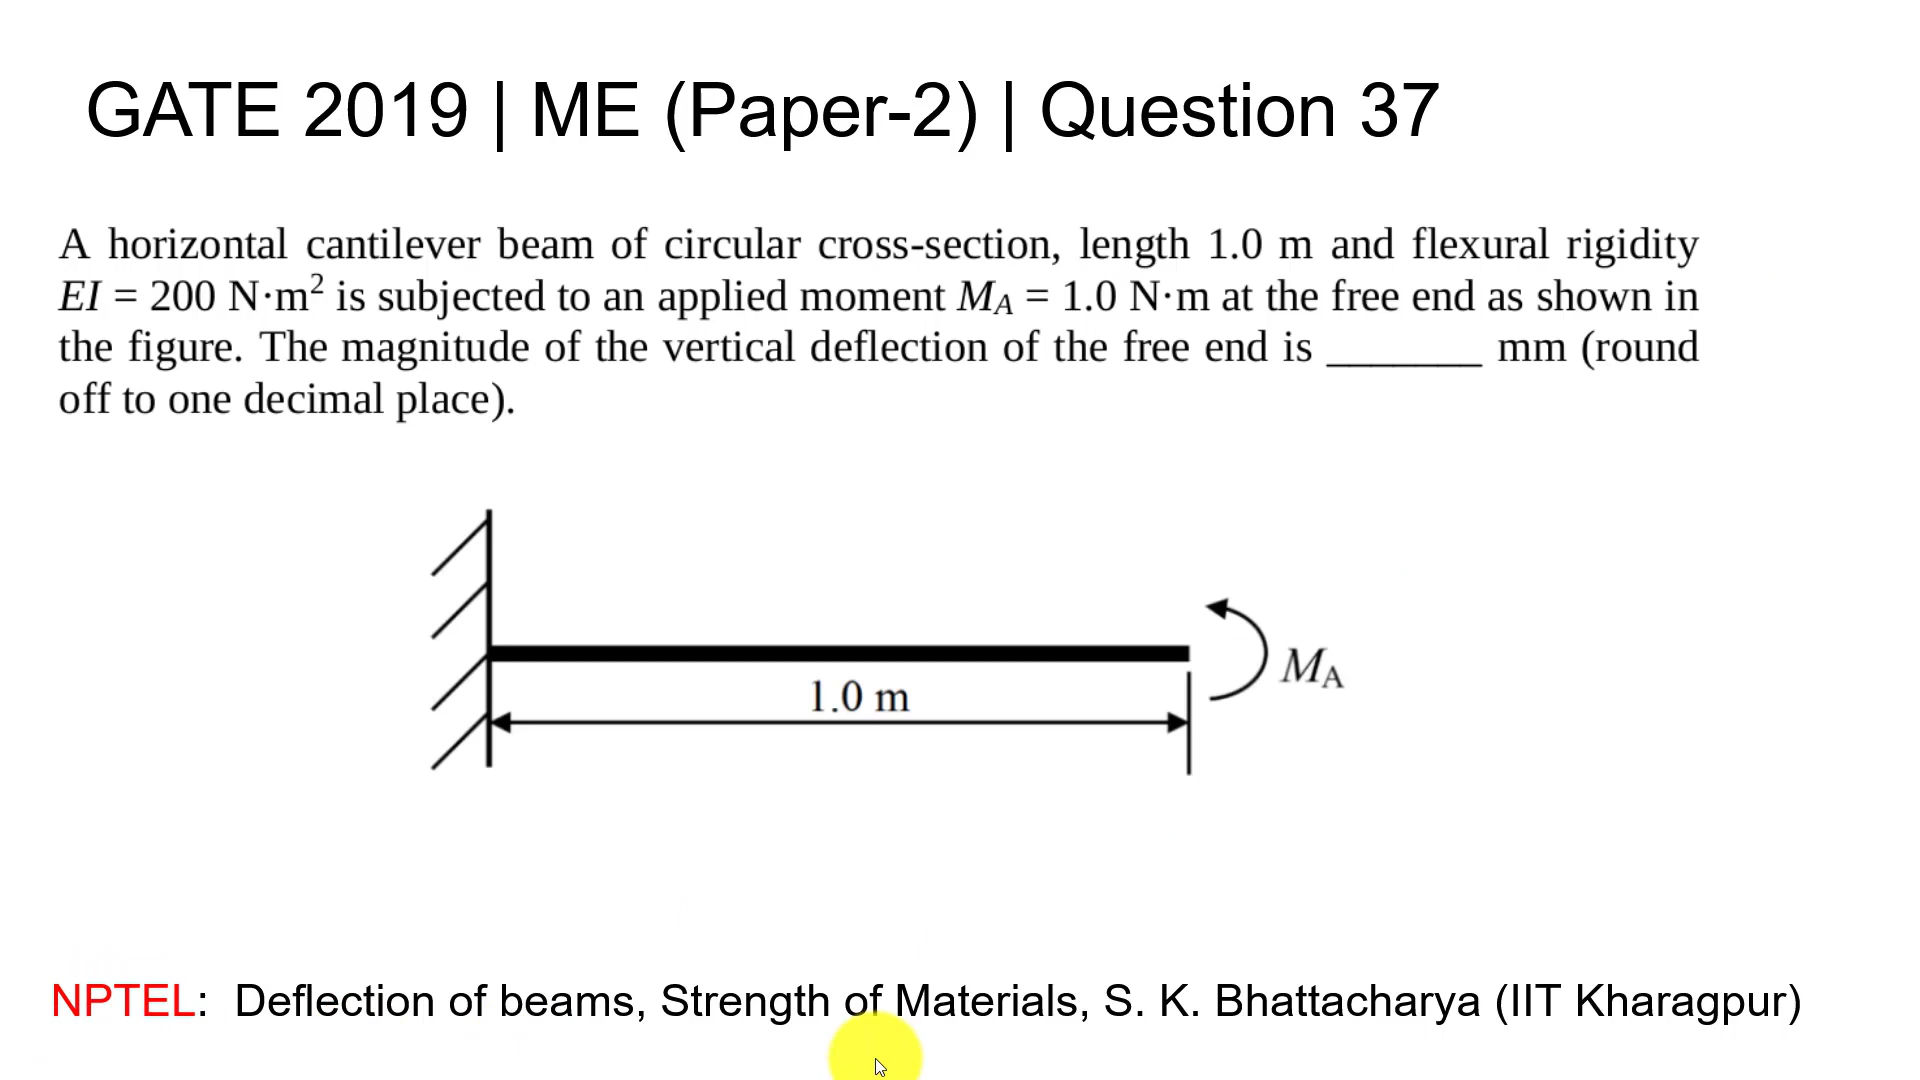 GATE 2019 | ME (Paper-2) | Question 37
A horizontal cantilever beam of circular cross-section, length 1.0 m and flexural rigidity
EI = 200 N·m² is subjected to an applied moment M_A = 1.0 N·m at the free end as shown in
the figure. The magnitude of the vertical deflection of the free end is _______ mm (round
off to one decimal place).
M_A
1.0 m
NPTEL: Deflection of beams, Strength of Materials, S. K. Bhattacharya (IIT Kharagpur)